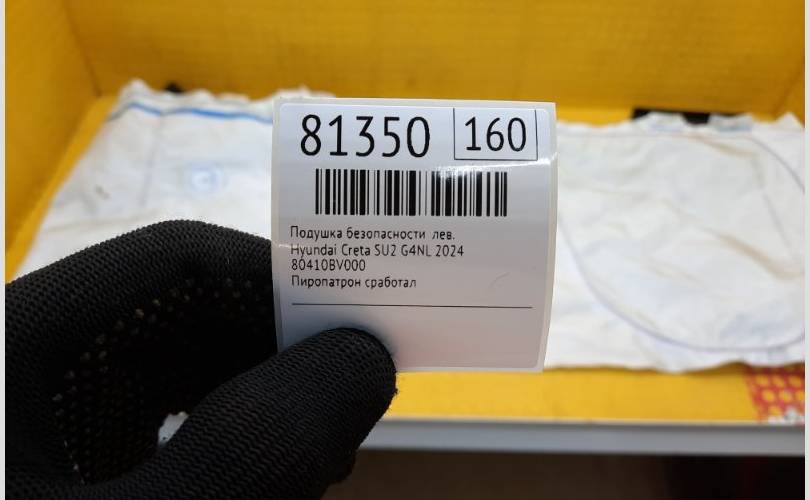 81350 160
Подушка безопасности лев.
Hyundai Creta SU2 G4NL 2024
80410BV000
Пиропатрон сработал